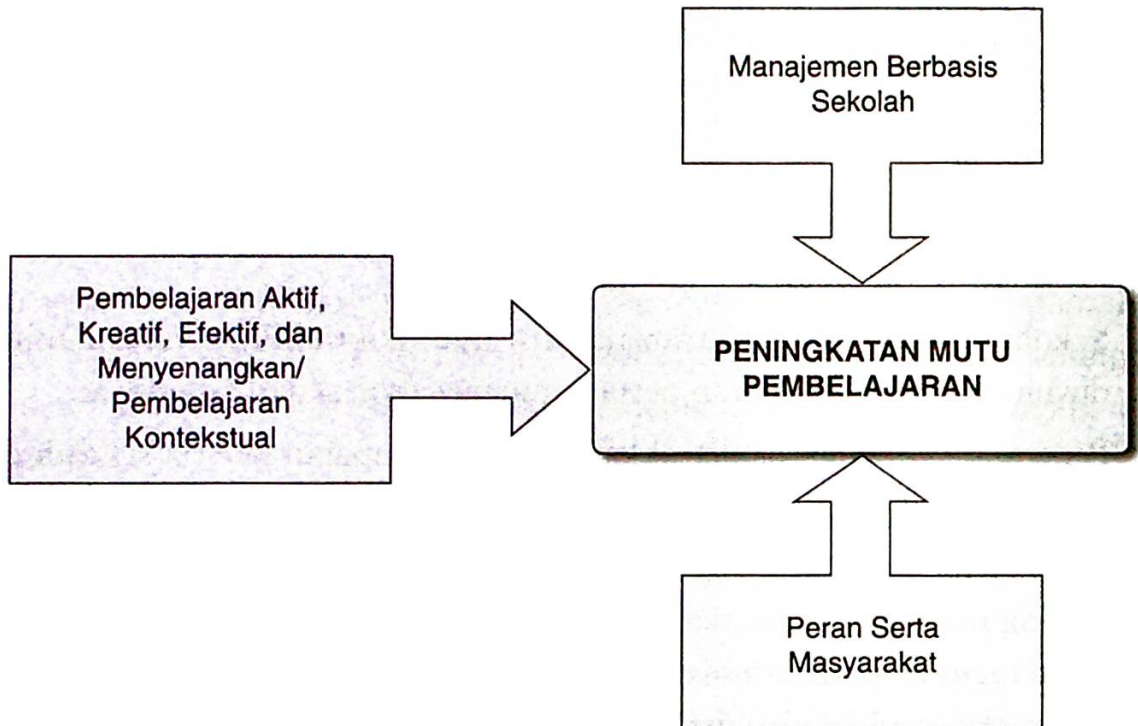 Manajemen Berbasis
Sekolah
Pembelajaran Aktif,
Kreatif, Efektif, dan
Menyenangkan/
Pembelajaran
Kontekstual
PENINGKATAN MUTU
PEMBELAJARAN
Peran Serta
Masyarakat